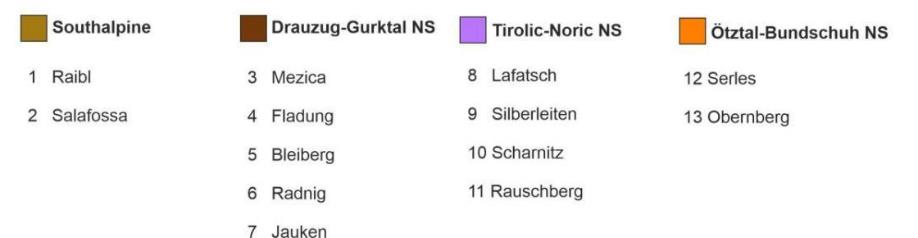 Southalpine
1 Raibl
2 Salafossa
Drauzug-Gurktal NS
3 Mezica
4 Fladung
5 Bleiberg
6 Radnig
7 Jauken
Tirolic-Noric NS
8 Lafatsch
9 Silberleiten
10 Scharnitz
11 Rauschberg
Ötztal-Bundschuh NS
12 Serles
13 Obernberg